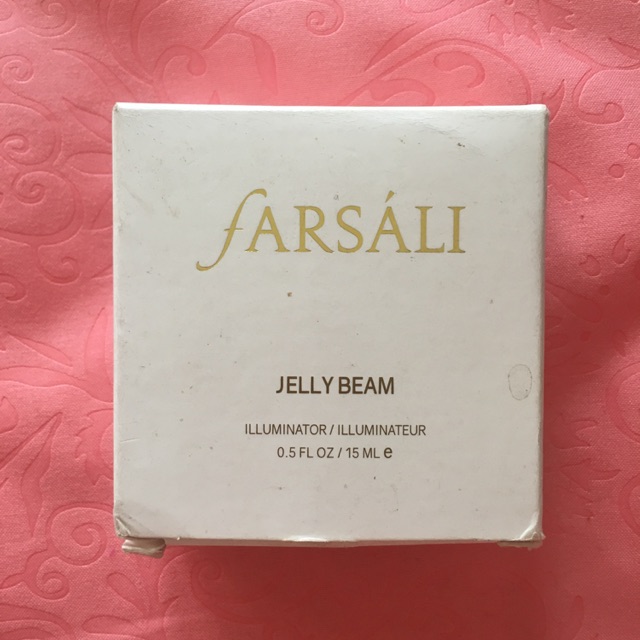 fARSÁLI
JELLY BEAM
ILLUMINATOR / ILLUMINATEUR
0.5 FL OZ / 15 ML e